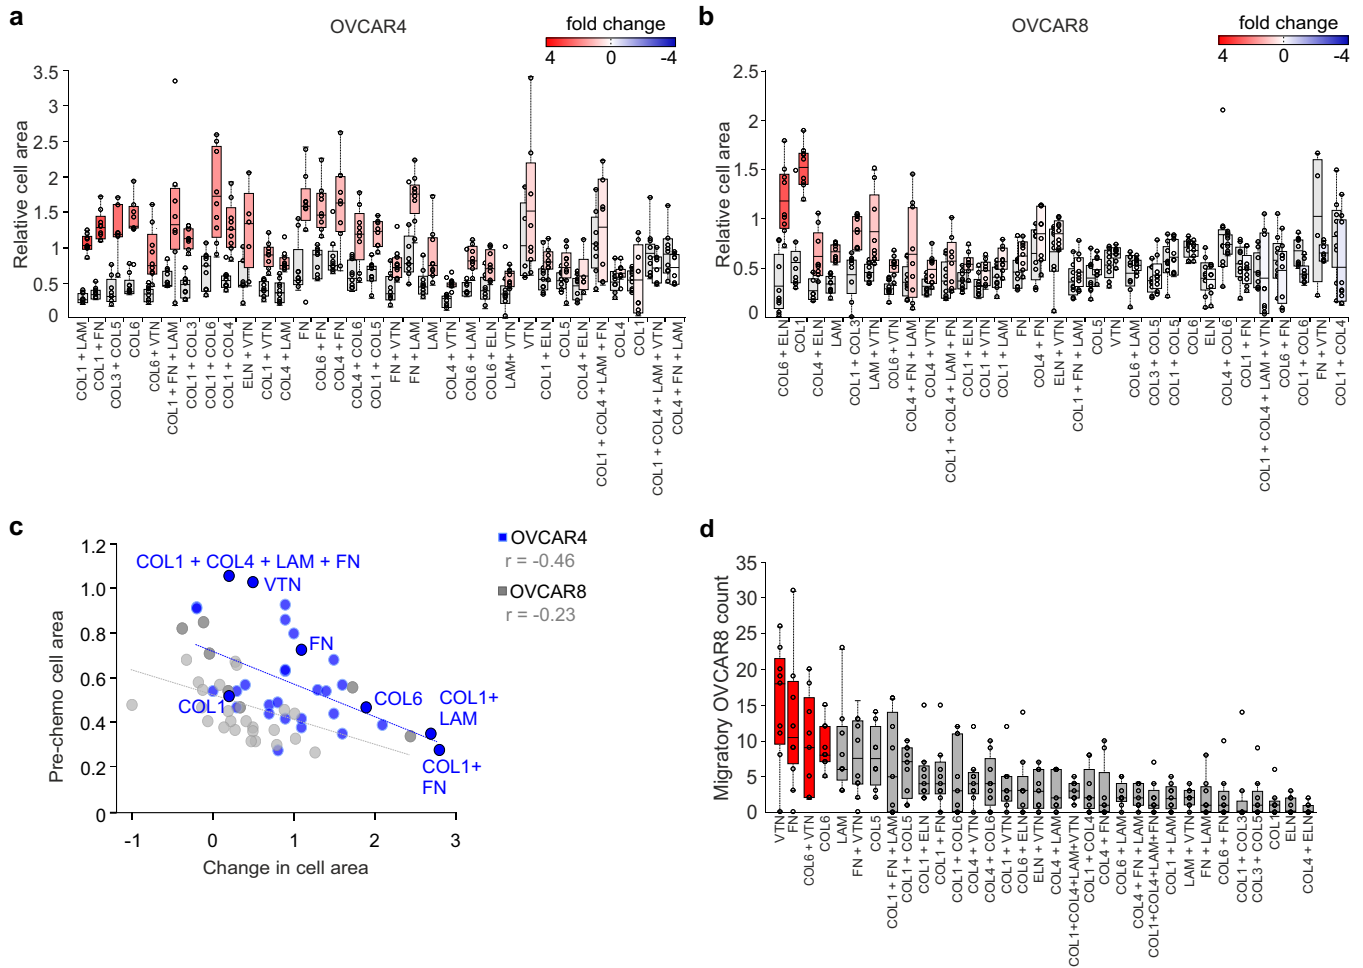 a
OVCAR4
fold change
4 0 -4
Relative cell area
3.5
3
2.5
2
1.5
1
0.5
0
COL1 + LAM
COL1 + FN
COL3 + COL5
COL6
COL6 + VTN
COL1 + FN + LAM
COL1 + COL3
COL1 + COL6
COL1 + COL4
ELN + VTN
COL1 + VTN
COL4 + LAM
FN
COL6 + FN
COL4 + FN
COL4 + COL6
COL1 + COL5
FN + VTN
FN + LAM
LAM
COL4 + VTN
COL6 + LAM
COL6 + ELN
LAM+ VTN
VTN
COL1 + ELN
COL5
COL4 + ELN
COL1 + COL4 + LAM + FN
COL4
COL1
COL1 + COL4 + LAM + VTN
COL4 + FN + LAM
b
OVCAR8
fold change
4 0 -4
Relative cell area
2.5
2
1.5
1
0.5
0
COL6 + ELN
COL1
COL4 + ELN
LAM
COL1 + COL3
LAM + VTN
COL6 + VTN
COL4 + FN + LAM
COL4 + VTN
COL1 + COL4 + LAM + FN
COL1 + ELN
COL1 + VTN
COL1 + LAM
FN
COL4 + FN
ELN + VTN
COL1 + FN + LAM
COL5
VTN
COL6 + LAM
COL3 + COL5
COL1 + COL5
COL6
ELN
COL4 + COL6
COL1 + FN
COL1 + COL4 + LAM + VTN
COL6 + FN
COL1 + COL6
FN + VTN
COL1 + COL4
c
Pre-chemo cell area
1.2
1.0
0.8
0.6
0.4
0.2
0
-1 0 1 2 3
Change in cell area
COL1 + COL4 + LAM + FN
VTN
FN
COL1
COL6
COL1+
LAM
COL1+
FN
OVCAR4
r = -0.46
OVCAR8
r = -0.23
d
Migratory OVCAR8 count
35
30
25
20
15
10
5
0
VTN
FN
COL6 + VTN
COL6
LAM
FN + VTN
COL5
COL1 + FN + LAM
COL1 + COL5
COL1 + ELN
COL1 + FN
COL1 + COL6
COL4 + VTN
COL4 + COL6
COL1 + VTN
COL6 + ELN
ELN + VTN
COL4 + LAM
COL1+COL4+LAM+VTN
COL1 + COL4
COL4 + FN
COL6 + LAM
COL4 + FN + LAM
COL1+COL4+LAM+FN
COL1 + LAM
LAM + VTN
FN + LAM
COL6 + FN
COL1 + COL3
COL3 + COL5
COL1
ELN
COL4 + ELN